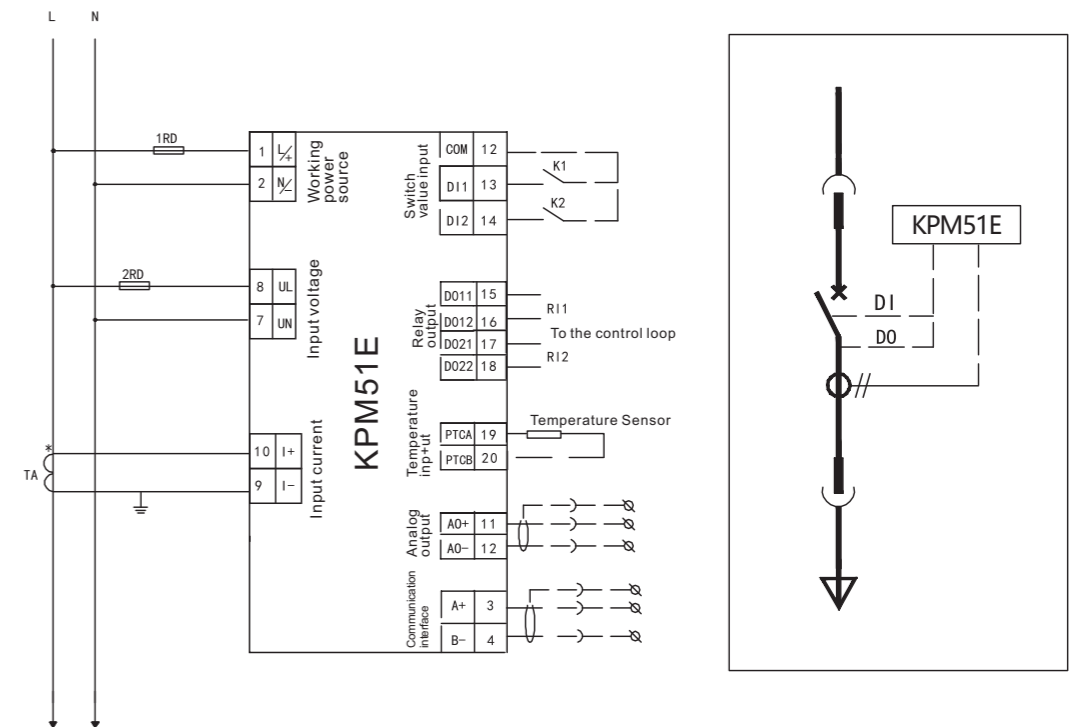 L N
1RD
1 L/+
2 N/-
Working
power
source
2RD
8 UL
7 UN
Input voltage
*
TA
10 I+
9 I-
Input current
KPM51E
Switch
value input
COM 12
DI1 13
DI2 14
K1
K2
Relay
output
DO11 15
DO12 16
DO21 17
DO22 18
RI1
To the control loop
RI2
Temperature
inp+ut
PTCA 19
PTCB 20
Temperature Sensor
Analog
output
AO+ 11
AO- 12
Communication
interface
A+ 3
B- 4
KPM51E
DI
DO